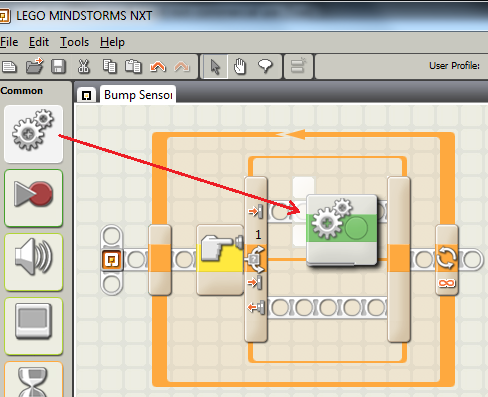 LEGO MINDSTORMS NXT
File Edit Tools Help
User Profile:
Common
Bump Sensor
1